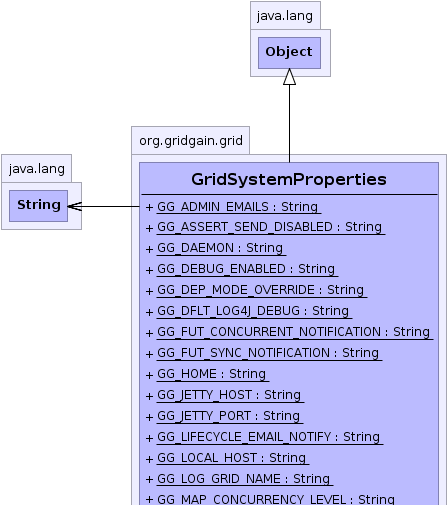 java.lang
Object
org.gridgain.grid
java.lang
String
GridSystemProperties
+ GG_ADMIN_EMAILS : String
+ GG_ASSERT_SEND_DISABLED : String
+ GG_DAEMON : String
+ GG_DEBUG_ENABLED : String
+ GG_DEP_MODE_OVERRIDE : String
+ GG_DFLT_LOG4J_DEBUG : String
+ GG_FUT_CONCURRENT_NOTIFICATION : String
+ GG_FUT_SYNC_NOTIFICATION : String
+ GG_HOME : String
+ GG_JETTY_HOST : String
+ GG_JETTY_PORT : String
+ GG_LIFECYCLE_EMAIL_NOTIFY : String
+ GG_LOCAL_HOST : String
+ GG_LOG_GRID_NAME : String
+ GG_MAP_CONCURRENCY_LEVEL : String